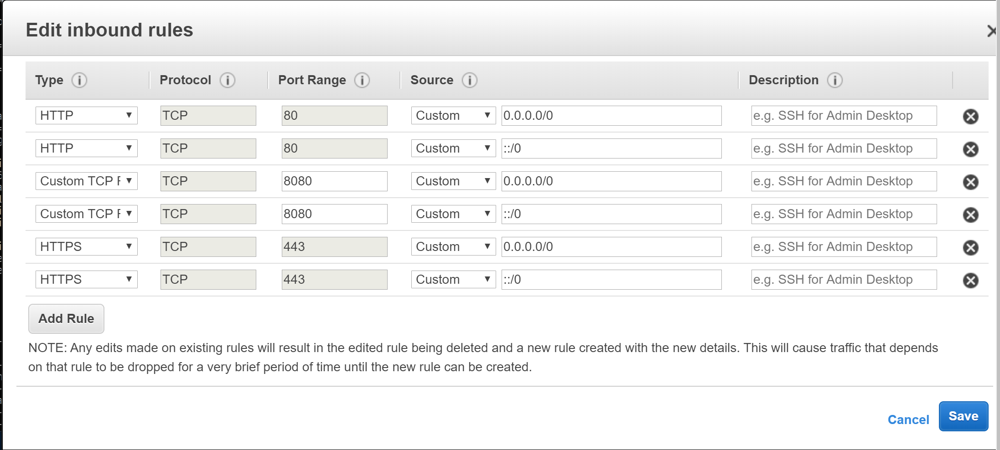 Edit inbound rules
Type Protocol Port Range Source Description
HTTP TCP 80 Custom 0.0.0.0/0 e.g. SSH for Admin Desktop
HTTP TCP 80 Custom ::/0 e.g. SSH for Admin Desktop
Custom TCP F TCP 8080 Custom 0.0.0.0/0 e.g. SSH for Admin Desktop
Custom TCP F TCP 8080 Custom ::/0 e.g. SSH for Admin Desktop
HTTPS TCP 443 Custom 0.0.0.0/0 e.g. SSH for Admin Desktop
HTTPS TCP 443 Custom ::/0 e.g. SSH for Admin Desktop
Add Rule
NOTE: Any edits made on existing rules will result in the edited rule being deleted and a new rule created with the new details. This will cause traffic that depends
on that rule to be dropped for a very brief period of time until the new rule can be created.
Cancel Save